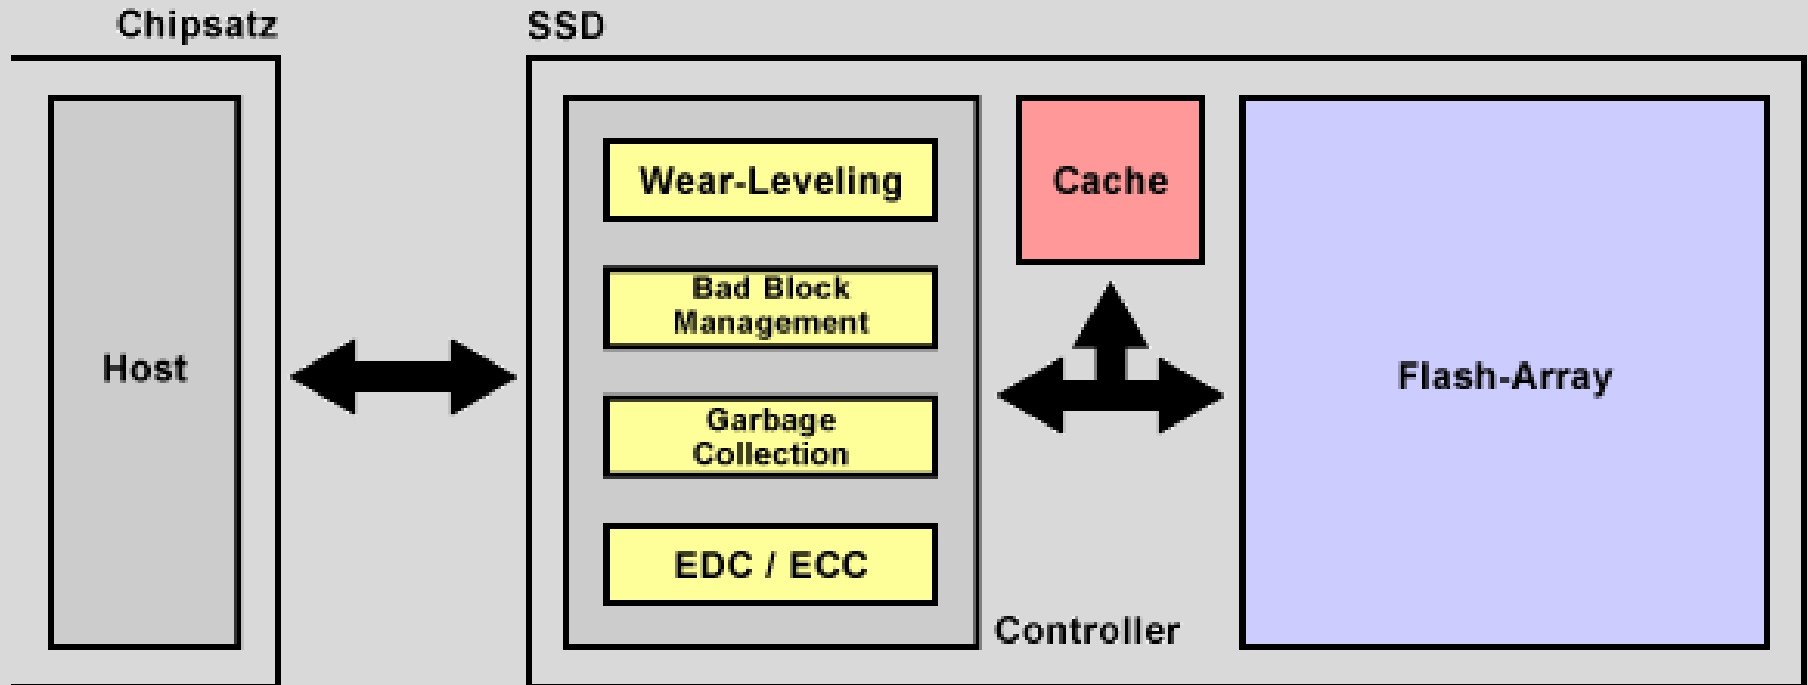 Chipsatz
SSD
Host
Wear-Leveling
Bad Block
Management
Garbage
Collection
EDC / ECC
Controller
Cache
Flash-Array